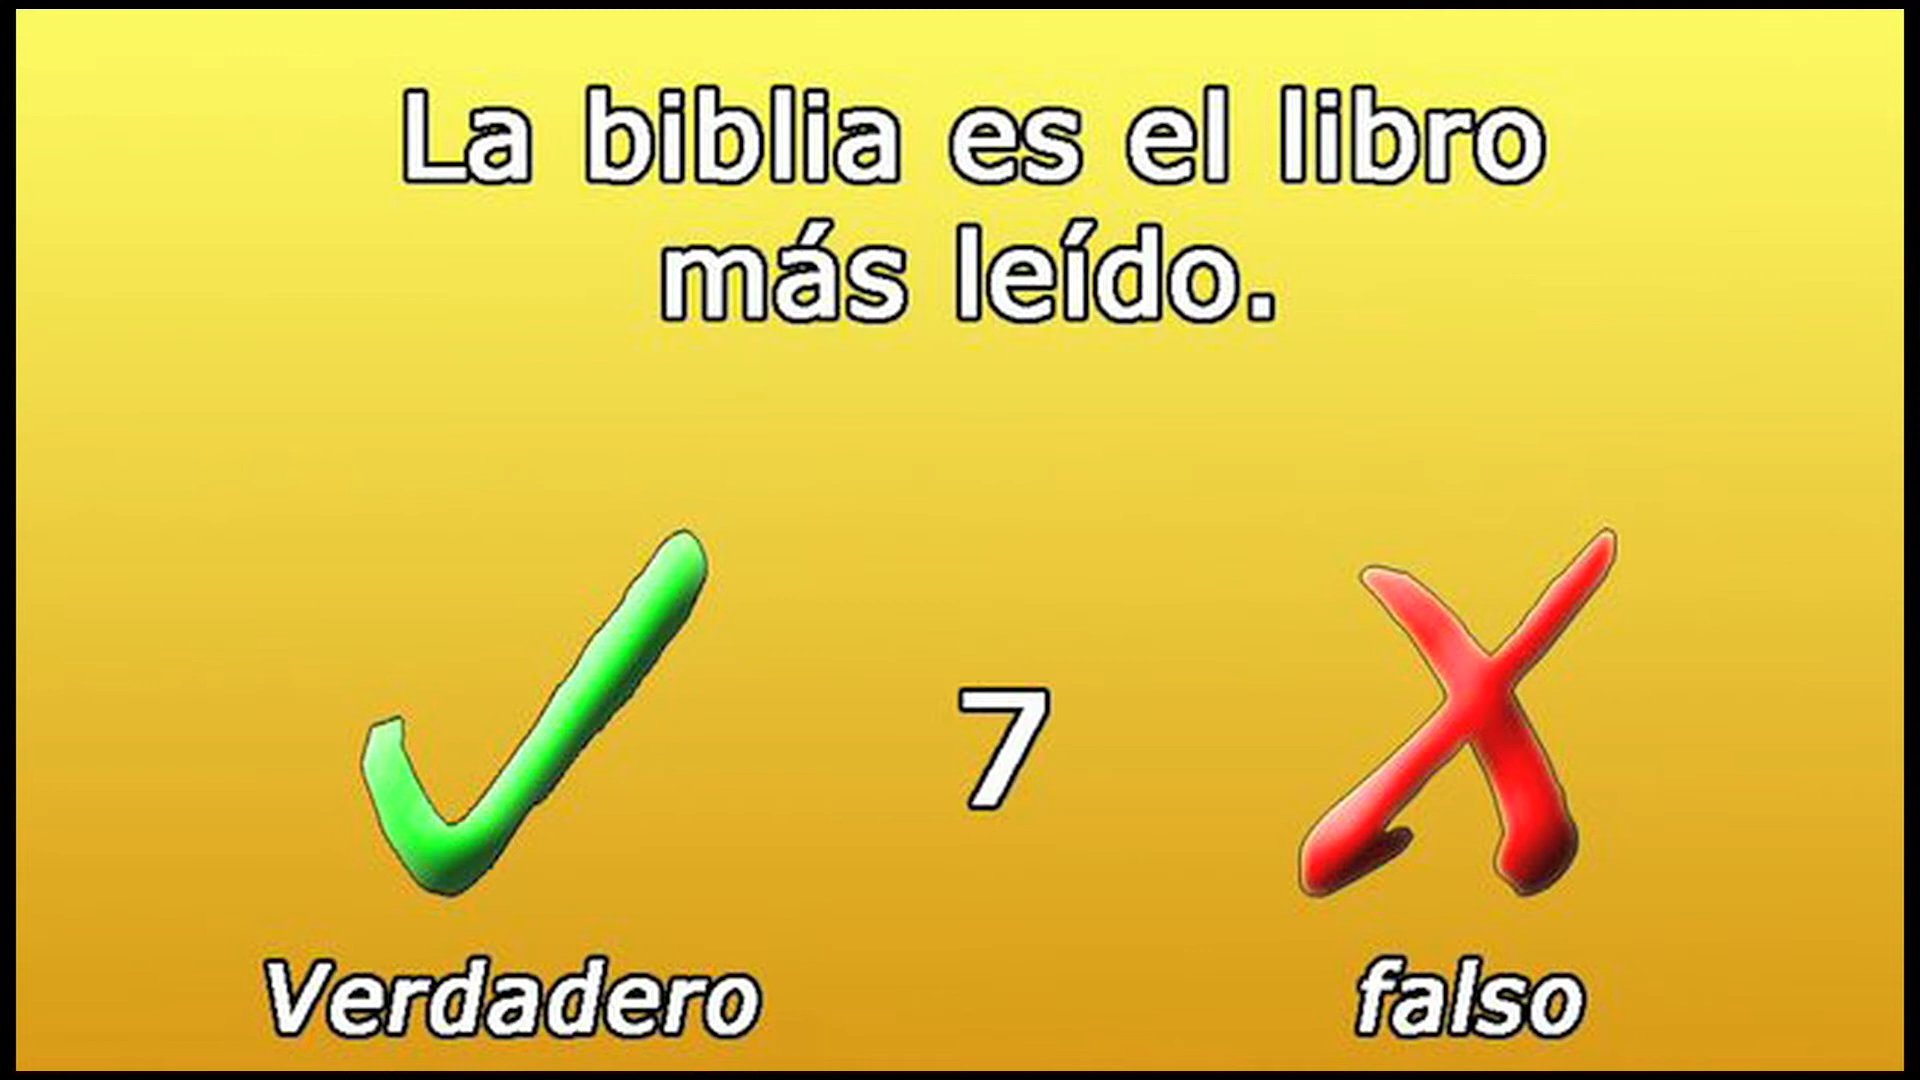 La biblia es el libro
más leído.
7
Verdadero
falso